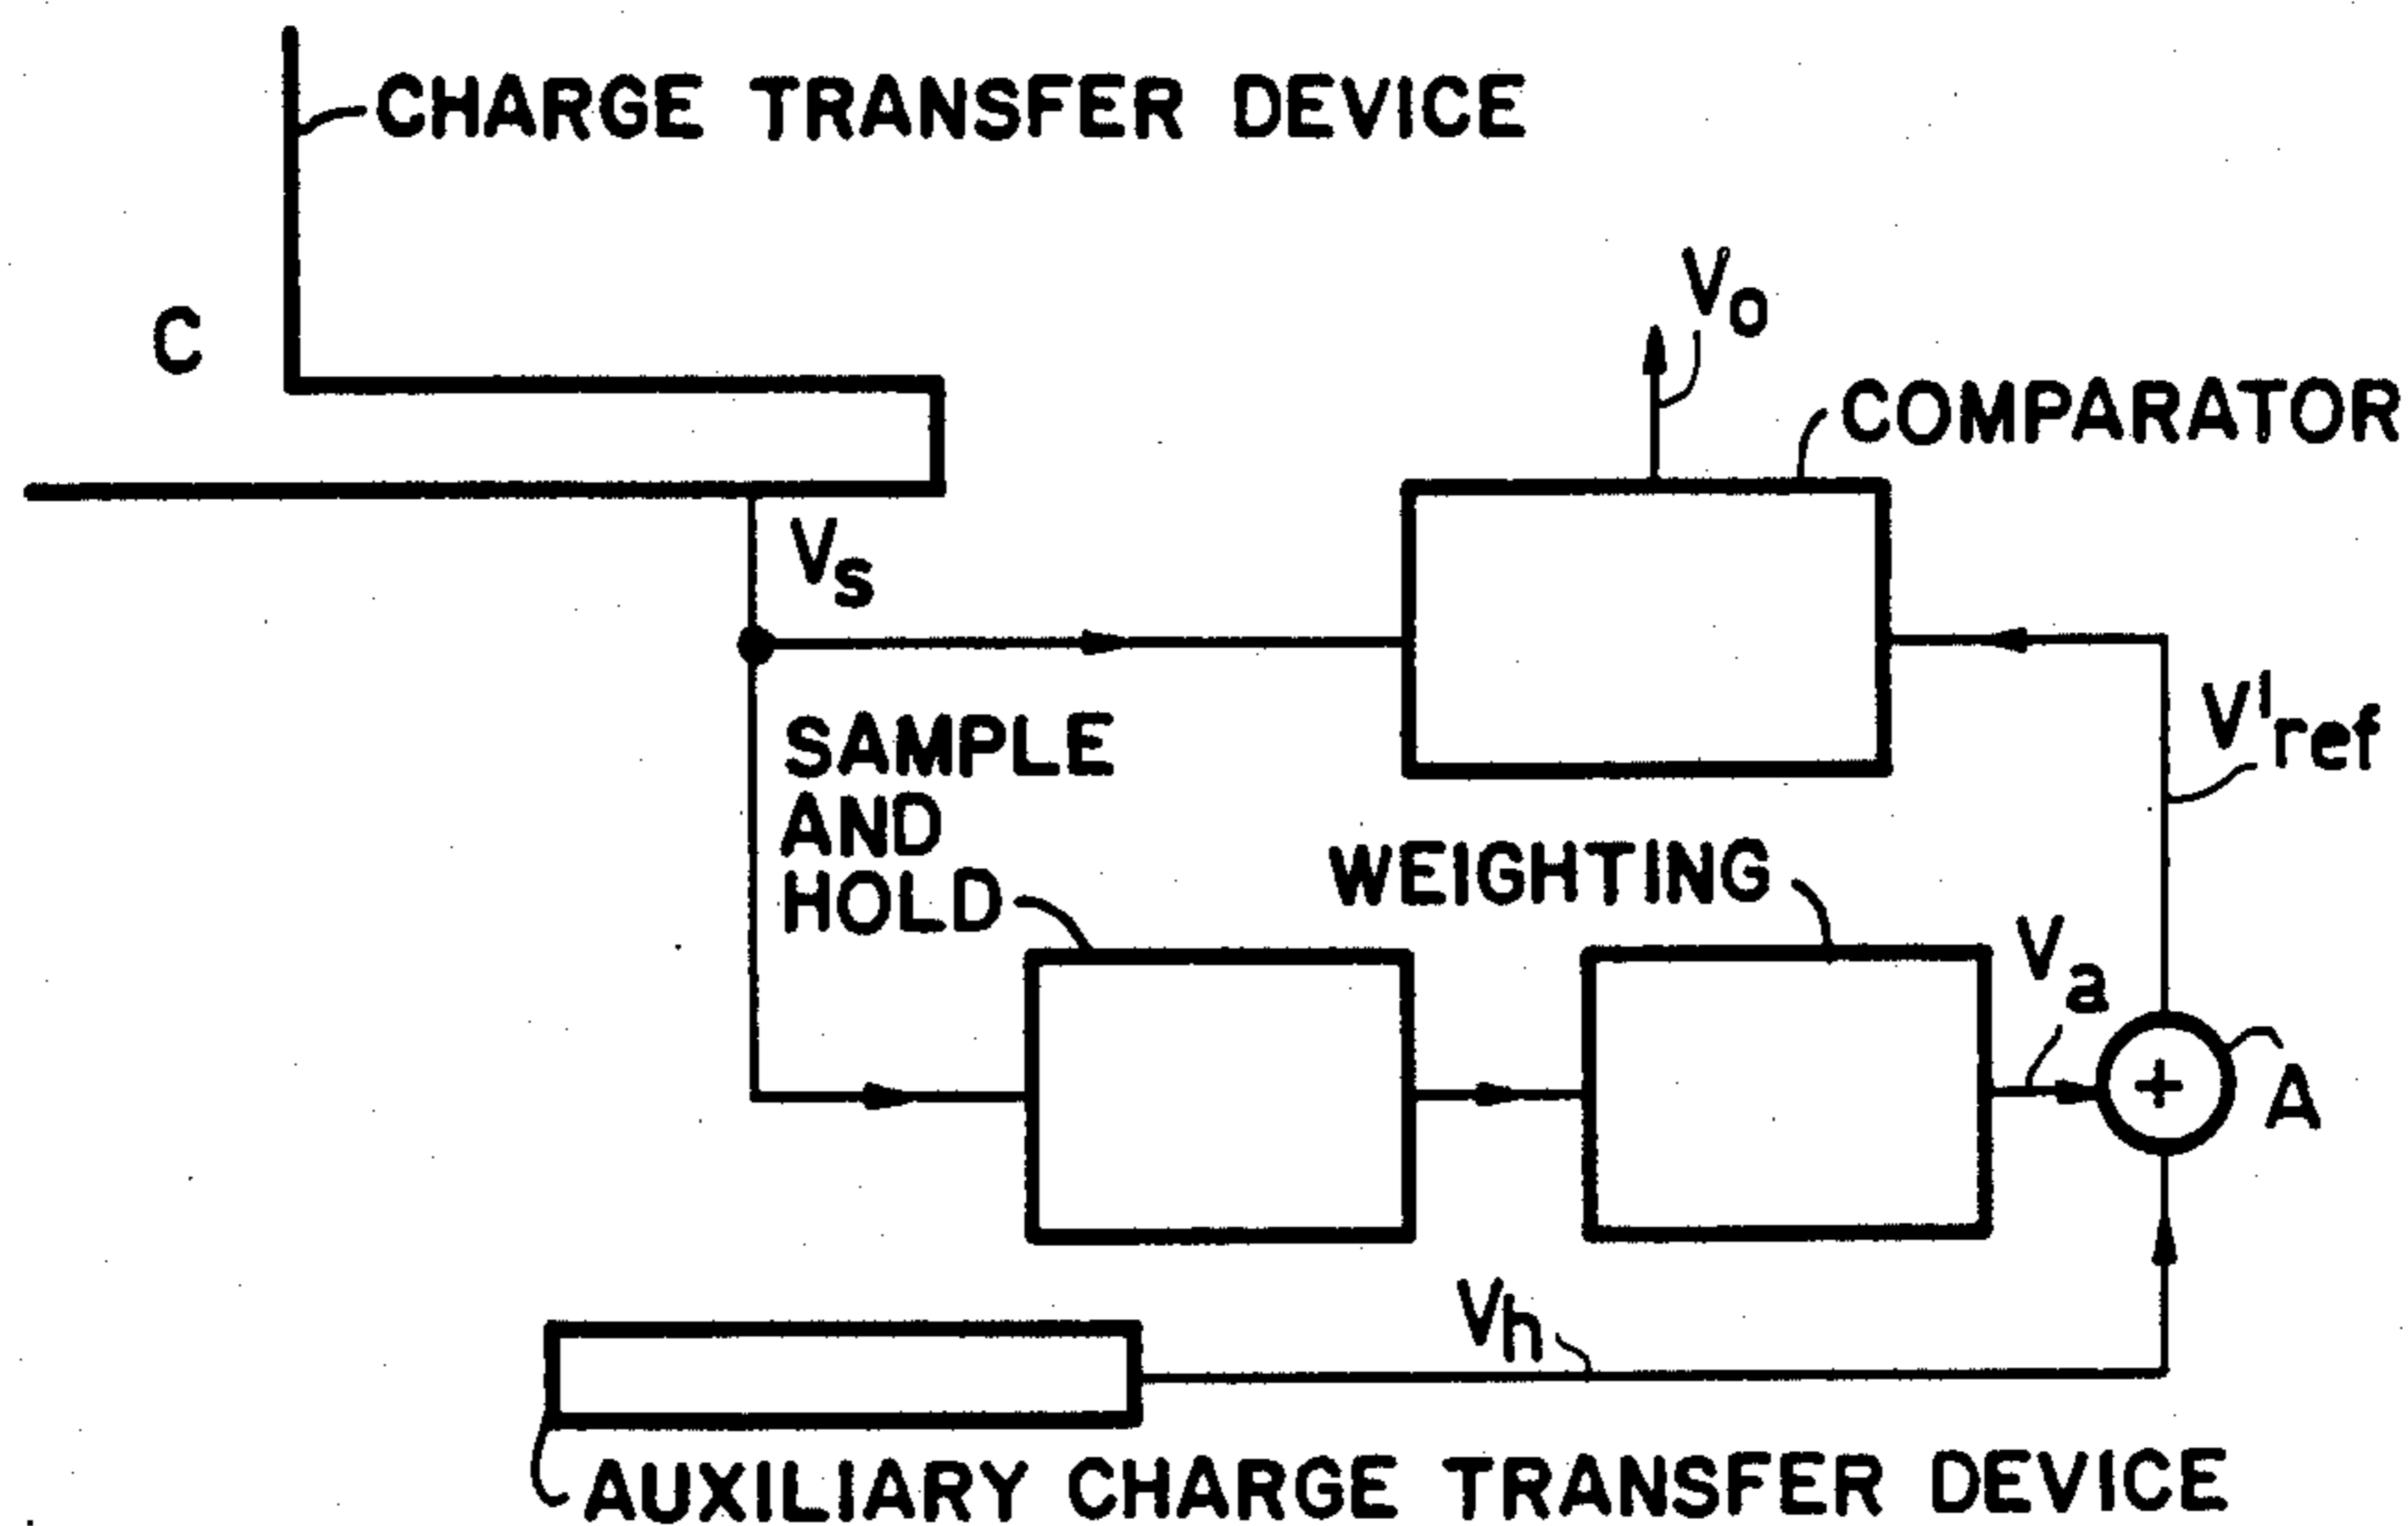 CHARGE TRANSFER DEVICE
C
Vo
COMPARATOR
Vs
V'ref
SAMPLE
AND
HOLD
WEIGHTING
Va
+
A
Vh
AUXILIARY CHARGE TRANSFER DEVICE